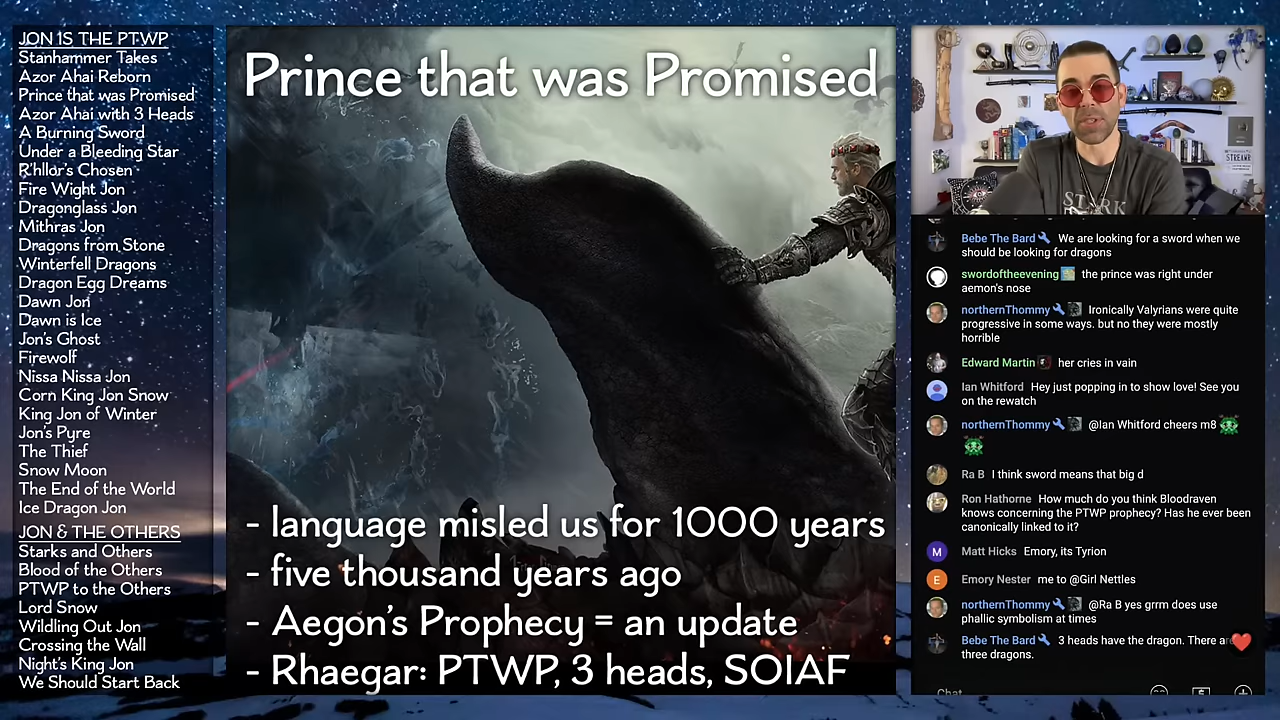 JON IS THE PTWP
Stanhammer Takes
Azor Ahai Reborn
Prince that was Promised
Azor Ahai with 3 Heads
A Burning Sword
Under a Bleeding Star
R'hllor's Chosen
Fire Wight Jon
Dragonglass Jon
Mithras Jon
Dragons from Stone
Winterfell Dragons
Dragon Egg Dreams
Dawn Jon
Dawn is Ice
Jon's Ghost
Firewolf
Nissa Nissa Jon
Corn King Jon Snow
King Jon of Winter
Jon's Pyre
The Thief
Snow Moon
The End of the World
Ice Dragon Jon
JON & THE OTHERS
Starks and Others
Blood of the Others
PTWP to the Others
Lord Snow
Wildling Out Jon
Crossing the Wall
Night's King Jon
We Should Start Back
Prince that was Promised
- language misled us for 1000 years
- five thousand years ago
- Aegon's Prophecy = an update
- Rhaegar: PTWP, 3 heads, SOIAF
STARK
Bebe The Bard We are looking for a sword when we
should be looking for dragons
swordoftheevening the prince was right under
aemon's nose
northernThommy Ironically Valyrians were quite
progressive in some ways. but no they were mostly
horrible
Edward Martin her cries in vain
Ian Whitford Hey just popping in to show love! See you
on the rewatch
northernThommy @Ian Whitford cheers m8
Ra B I think sword means that big d
Ron Hathorne How much do you think Bloodraven
knows concerning the PTWP prophecy? Has he ever been
canonically linked to it?
M
Matt Hicks Emory, its Tyrion
E
Emory Nester me to @Girl Nettles
northernThommy @Ra B yes grrm does use
phallic symbolism at times
Bebe The Bard 3 heads have the dragon. There are
three dragons.
Chat